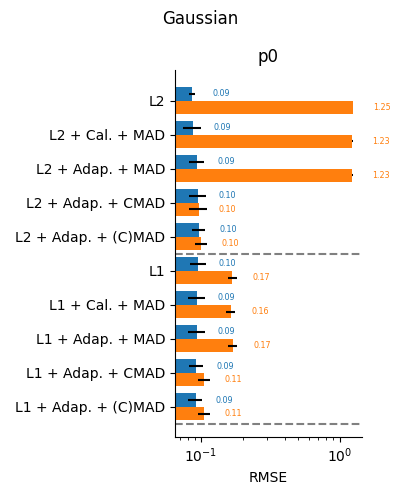 Gaussian
p0
L2
0.09
1.25
L2 + Cal. + MAD
0.09
1.23
L2 + Adap. + MAD
0.09
1.23
L2 + Adap. + CMAD
0.10
0.10
L2 + Adap. + (C)MAD
0.10
0.10
L1
0.10
0.17
L1 + Cal. + MAD
0.09
0.16
L1 + Adap. + MAD
0.09
0.17
L1 + Adap. + CMAD
0.09
0.11
L1 + Adap. + (C)MAD
0.09
0.11
10⁻¹ 10⁰
RMSE